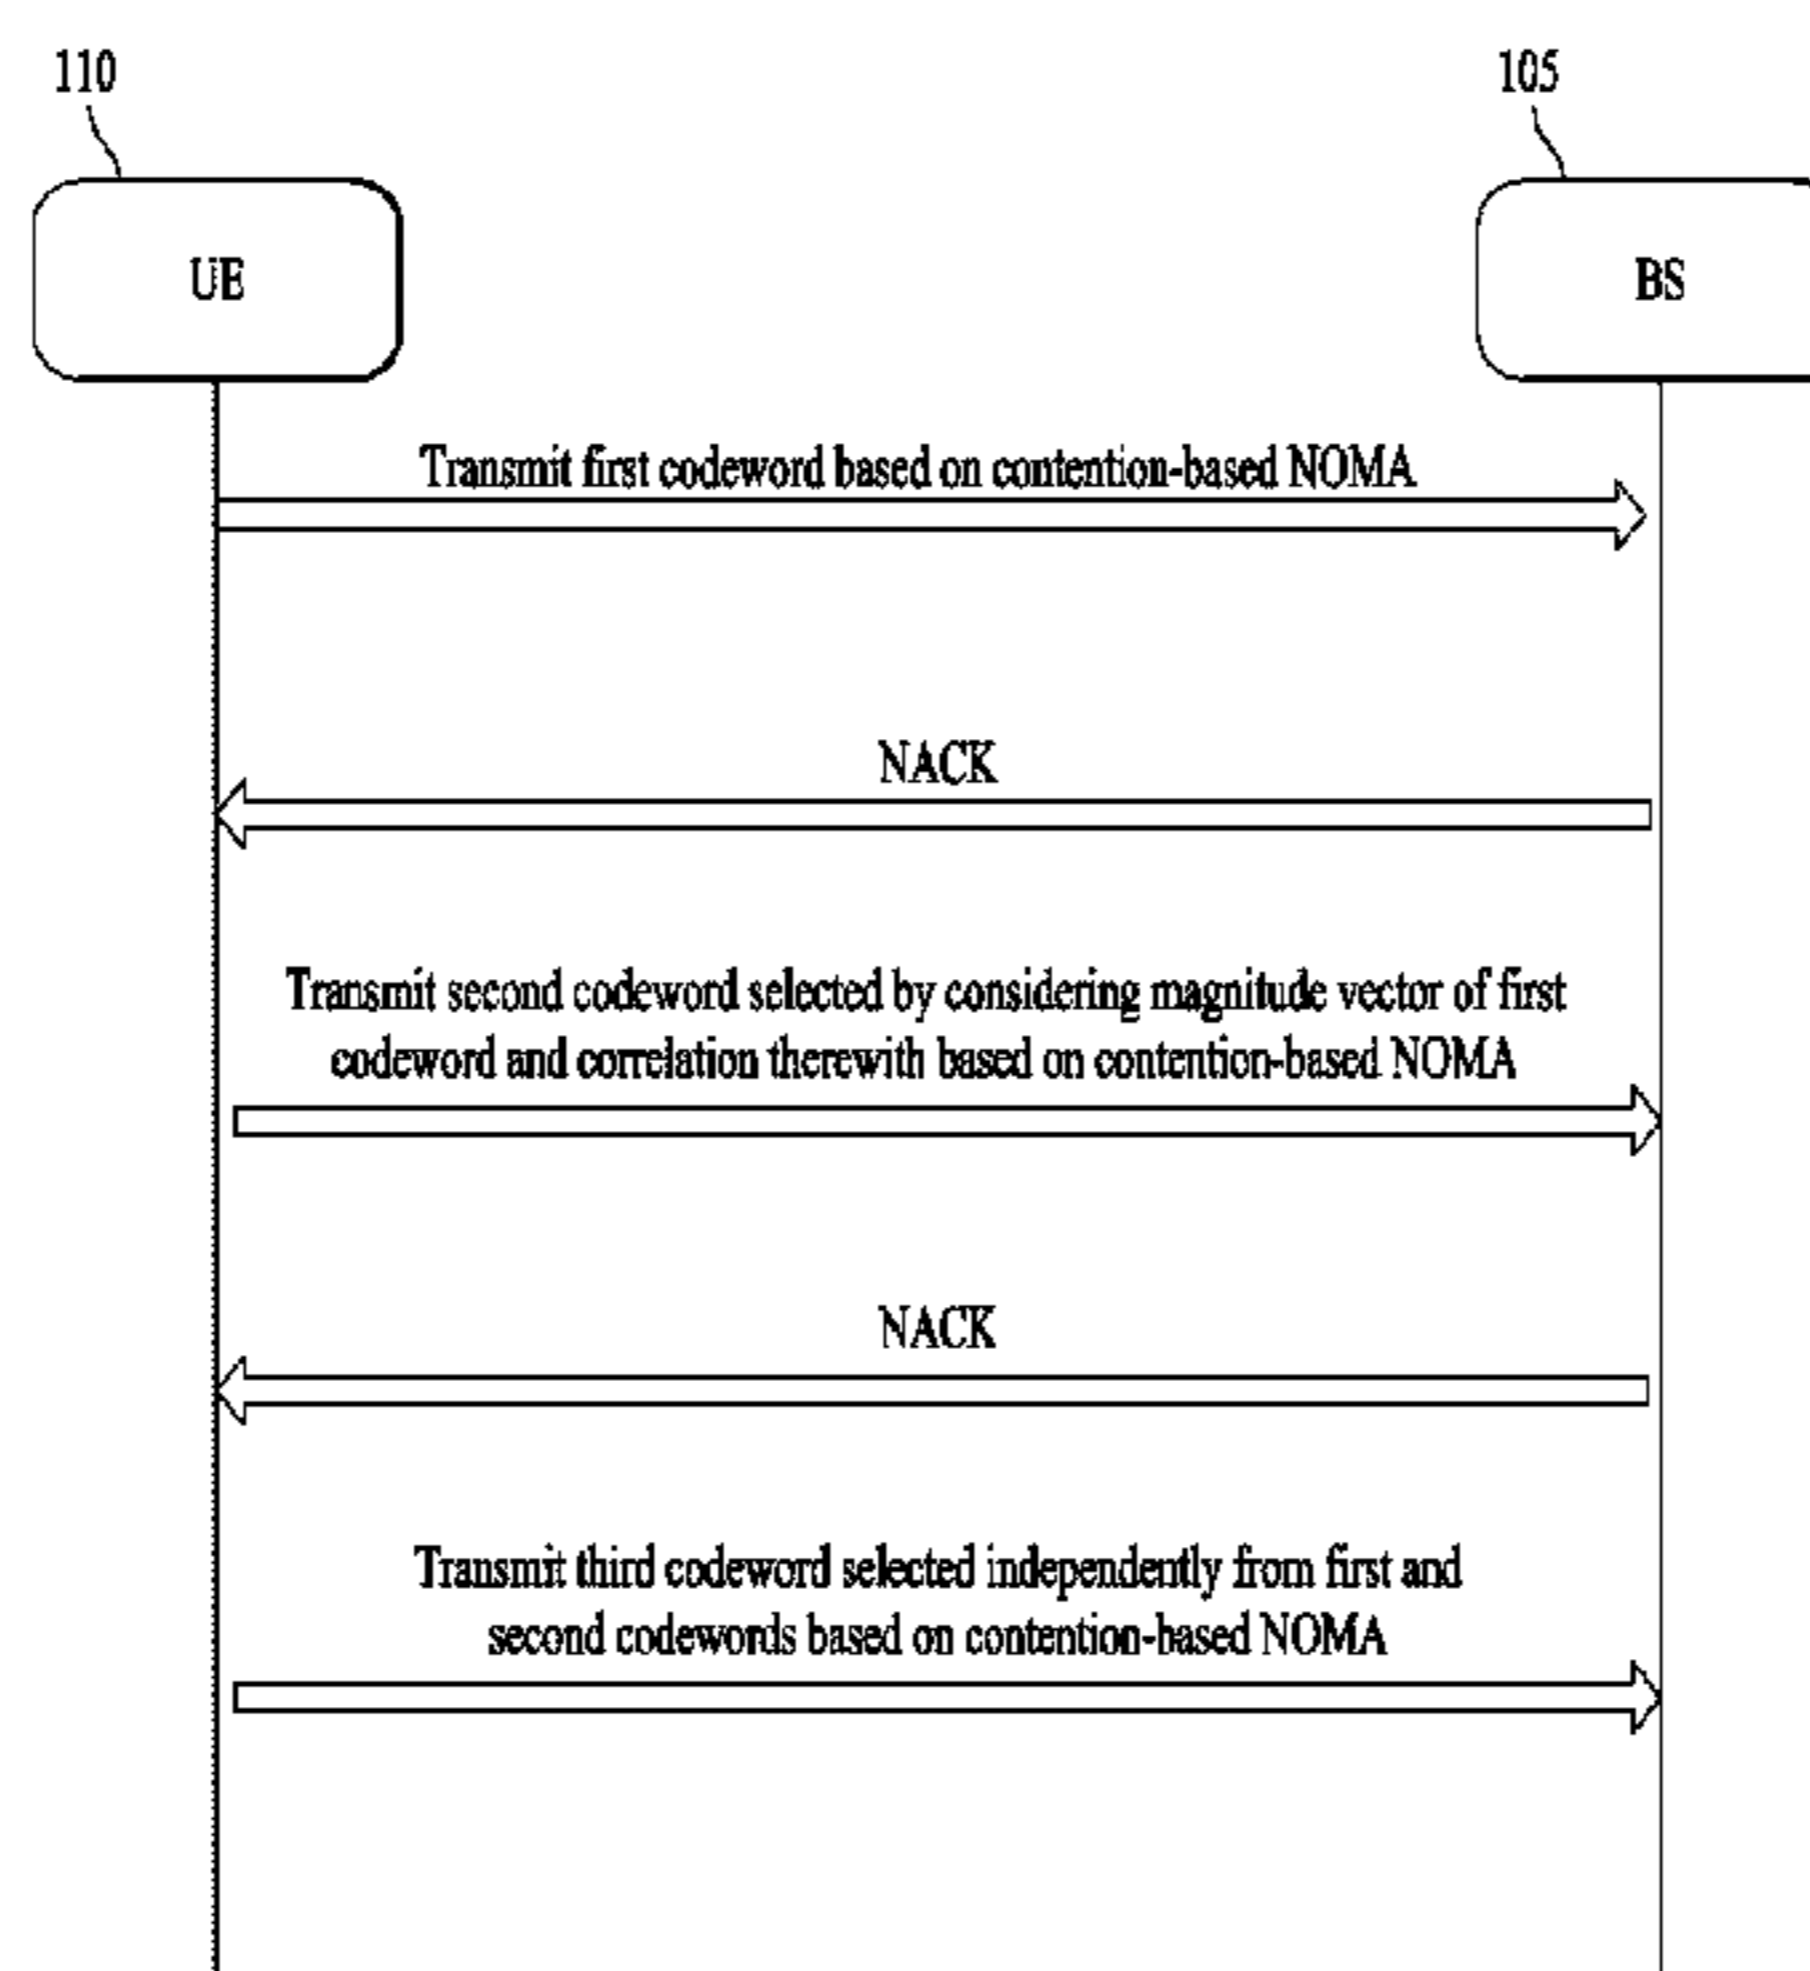 110
105
UE
BS
Transmit first codeword based on contention-based NOMA
NACK
Transmit second codeword selected by considering magnitude vector of first
codeword and correlation therewith based on contention-based NOMA
NACK
Transmit third codeword selected independently from first and
second codewords based on contention-based NOMA